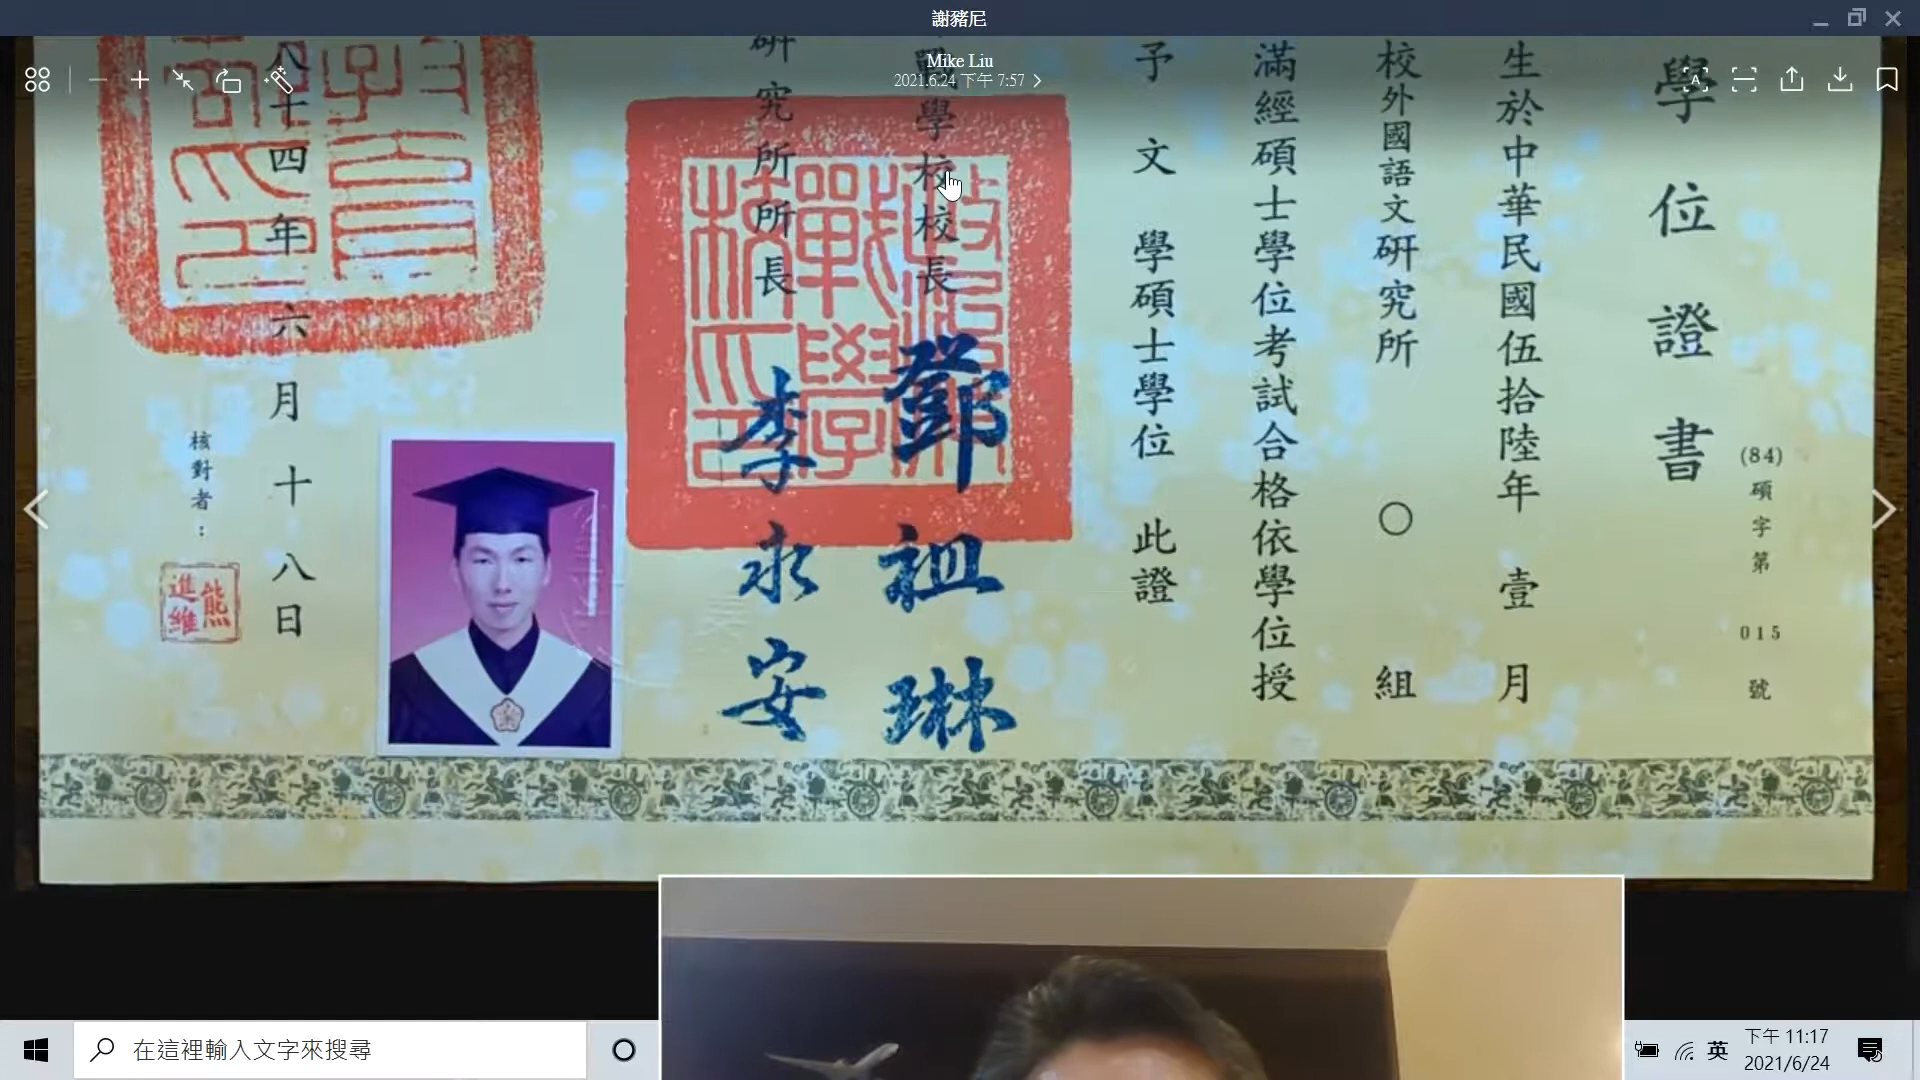 謝豬尼
Mike Liu
2021.6.24 下午 7:57
學位證書
(84)碩字第 015 號
生於中華民國伍拾陸年 壹 月
校外國語文研究所 ○ 組
滿經碩士學位考試合格依學位授
予 文 學碩士學位 此證
戰學校校長 鄧祖琳
研究所所長 李永安
八十四年六月十八日
核對者：
熊進維
在這裡輸入文字來搜尋
英
下午 11:17
2021/6/24